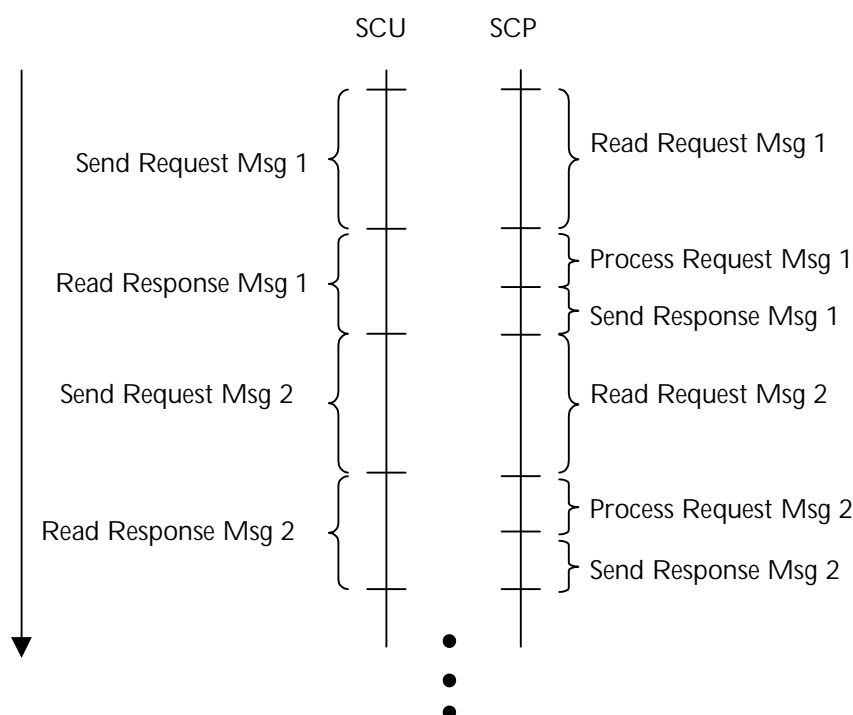 SCU SCP
Send Request Msg 1
Read Request Msg 1
Read Response Msg 1
Process Request Msg 1
Send Response Msg 1
Send Request Msg 2
Read Request Msg 2
Read Response Msg 2
Process Request Msg 2
Send Response Msg 2